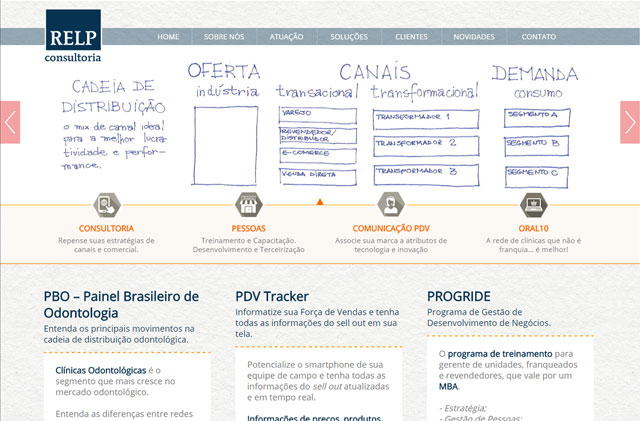 RELP
consultoria
HOME SOBRE NÓS ATUAÇÃO SOLUÇÕES CLIENTES NOVIDADES CONTATO
CADEIA DE
DISTRIBUIÇÃO
o mix de canal ideal
para a melhor lucra-
tividade e perfor-
mance.
OFERTA
indústria
CANAIS
transacional transformacional
VAREJO
REVENDEDOR/
DISTRIBUIDOR
E-COMERCE
VENDA DIRETA
TRANSFORMADOR 1
TRANSFORMADOR 2
TRANSFORMADOR 3
DEMANDA
consumo
SEGMENTO A
SEGMENTO B
SEGMENTO C
CONSULTORIA
Repense suas estratégias de
canais e comercial.
PESSOAS
Treinamento e Capacitação.
Desenvolvimento e Terceirização
COMUNICAÇÃO PDV
Associe sua marca a atributos de
tecnologia e inovação
ORAL10
A rede de clínicas que não é
franquia... é melhor!
PBO – Painel Brasileiro de
Odontologia
Entenda os principais movimentos na
cadeia de distribuição odontológica.
Clínicas Odontológicas é o
segmento que mais cresce no
mercado odontológico.
Entenda as diferenças entre redes
PDV Tracker
Informatize sua Força de Vendas e tenha
todas as informações do sell out em sua
tela.
Potencialize o smartphone de sua
equipe de campo e tenha todas as
informações do sell out atualizadas
e em tempo real.
Informações de preços, produtos
PROGRIDE
Programa de Gestão de
Desenvolvimento de Negócios.
O programa de treinamento para
gerente de unidades, franqueados
e revendedores, que vale por um
MBA.
- Estratégia;
- Gestão de Pessoas;